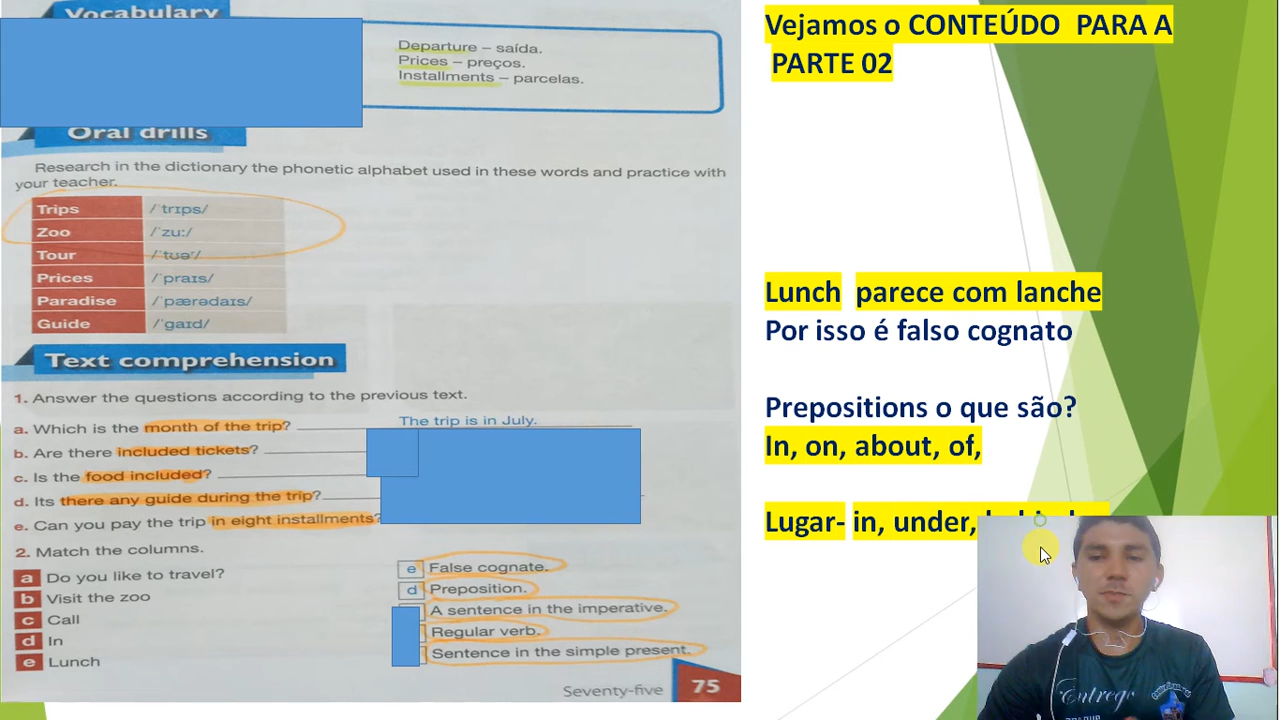 Vocabulary
Departure – saída.
Prices – preços.
Installments – parcelas.
Oral drills
Research in the dictionary the phonetic alphabet used in these words and practice with
your teacher.
Trips /ˈtrɪps/
Zoo /ˈzuː/
Tour /ˈtʊəʳ/
Prices /ˈpraɪs/
Paradise /ˈpærədaɪs/
Guide /ˈgaɪd/
Text comprehension
1. Answer the questions according to the previous text.
a. Which is the month of the trip? The trip is in July.
b. Are there included tickets?
c. Is the food included?
d. Its there any guide during the trip?
e. Can you pay the trip in eight installments?
2. Match the columns.
a Do you like to travel?
b Visit the zoo
c Call
d In
e Lunch
e False cognate.
d Preposition.
A sentence in the imperative.
Regular verb.
Sentence in the simple present.
Seventy-five 75
Vejamos o CONTEÚDO PARA A
PARTE 02
Lunch parece com lanche
Por isso é falso cognato
Prepositions o que são?
In, on, about, of,
Lugar- in, under,
Entrego